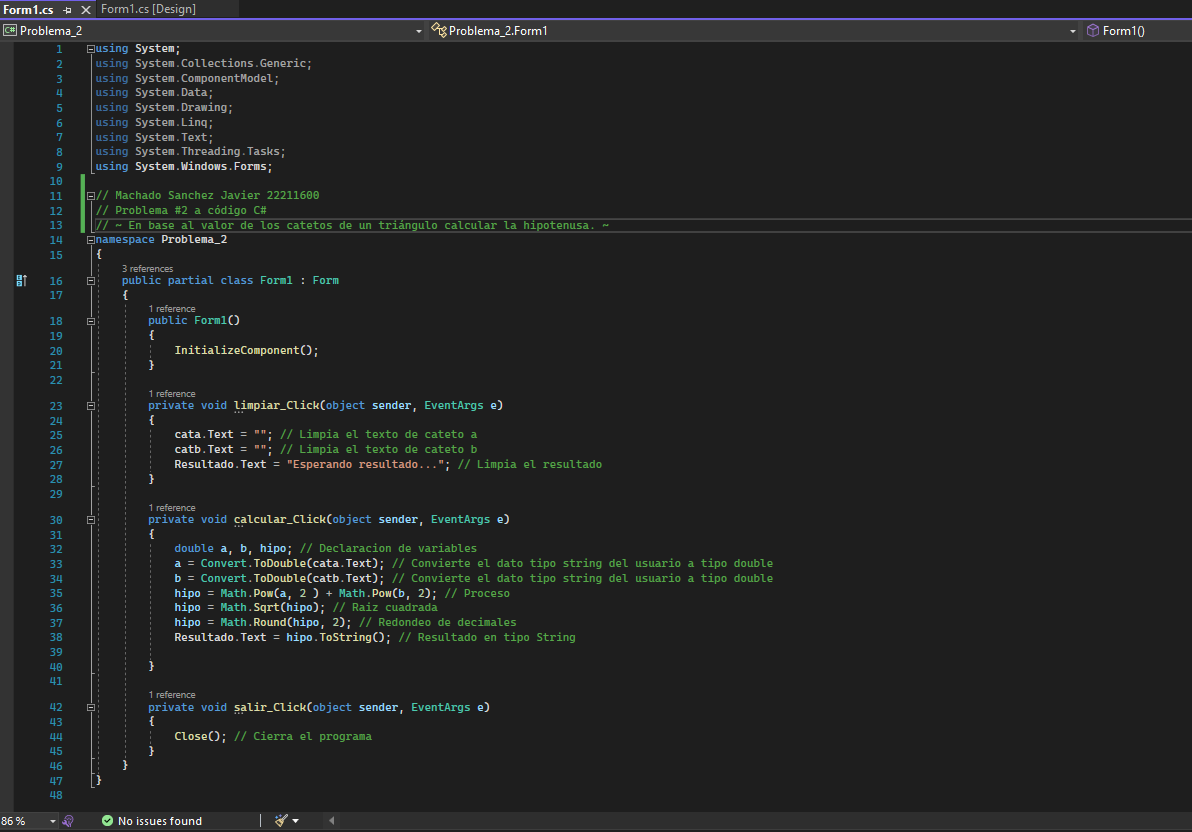 Form1.cs
Form1.cs [Design]
C# Problema_2
Problema_2.Form1
Form1()
1 using System;
2 using System.Collections.Generic;
3 using System.ComponentModel;
4 using System.Data;
5 using System.Drawing;
6 using System.Linq;
7 using System.Text;
8 using System.Threading.Tasks;
9 using System.Windows.Forms;
10
11 // Machado Sanchez Javier 22211600
12 // Problema #2 a código C#
13 // ~ En base al valor de los catetos de un triángulo calcular la hipotenusa. ~
14 namespace Problema_2
15 {
3 references
16 public partial class Form1 : Form
17 {
1 reference
18 public Form1()
19 {
20 InitializeComponent();
21 }
22
1 reference
23 private void limpiar_Click(object sender, EventArgs e)
24 {
25 cata.Text = ""; // Limpia el texto de cateto a
26 catb.Text = ""; // Limpia el texto de cateto b
27 Resultado.Text = "Esperando resultado..."; // Limpia el resultado
28 }
29
1 reference
30 private void calcular_Click(object sender, EventArgs e)
31 {
32 double a, b, hipo; // Declaracion de variables
33 a = Convert.ToDouble(cata.Text); // Convierte el dato tipo string del usuario a tipo double
34 b = Convert.ToDouble(catb.Text); // Convierte el dato tipo string del usuario a tipo double
35 hipo = Math.Pow(a, 2 ) + Math.Pow(b, 2); // Proceso
36 hipo = Math.Sqrt(hipo); // Raiz cuadrada
37 hipo = Math.Round(hipo, 2); // Redondeo de decimales
38 Resultado.Text = hipo.ToString(); // Resultado en tipo String
39
40 }
41
1 reference
42 private void salir_Click(object sender, EventArgs e)
43 {
44 Close(); // Cierra el programa
45 }
46 }
47 }
48
86 %
No issues found